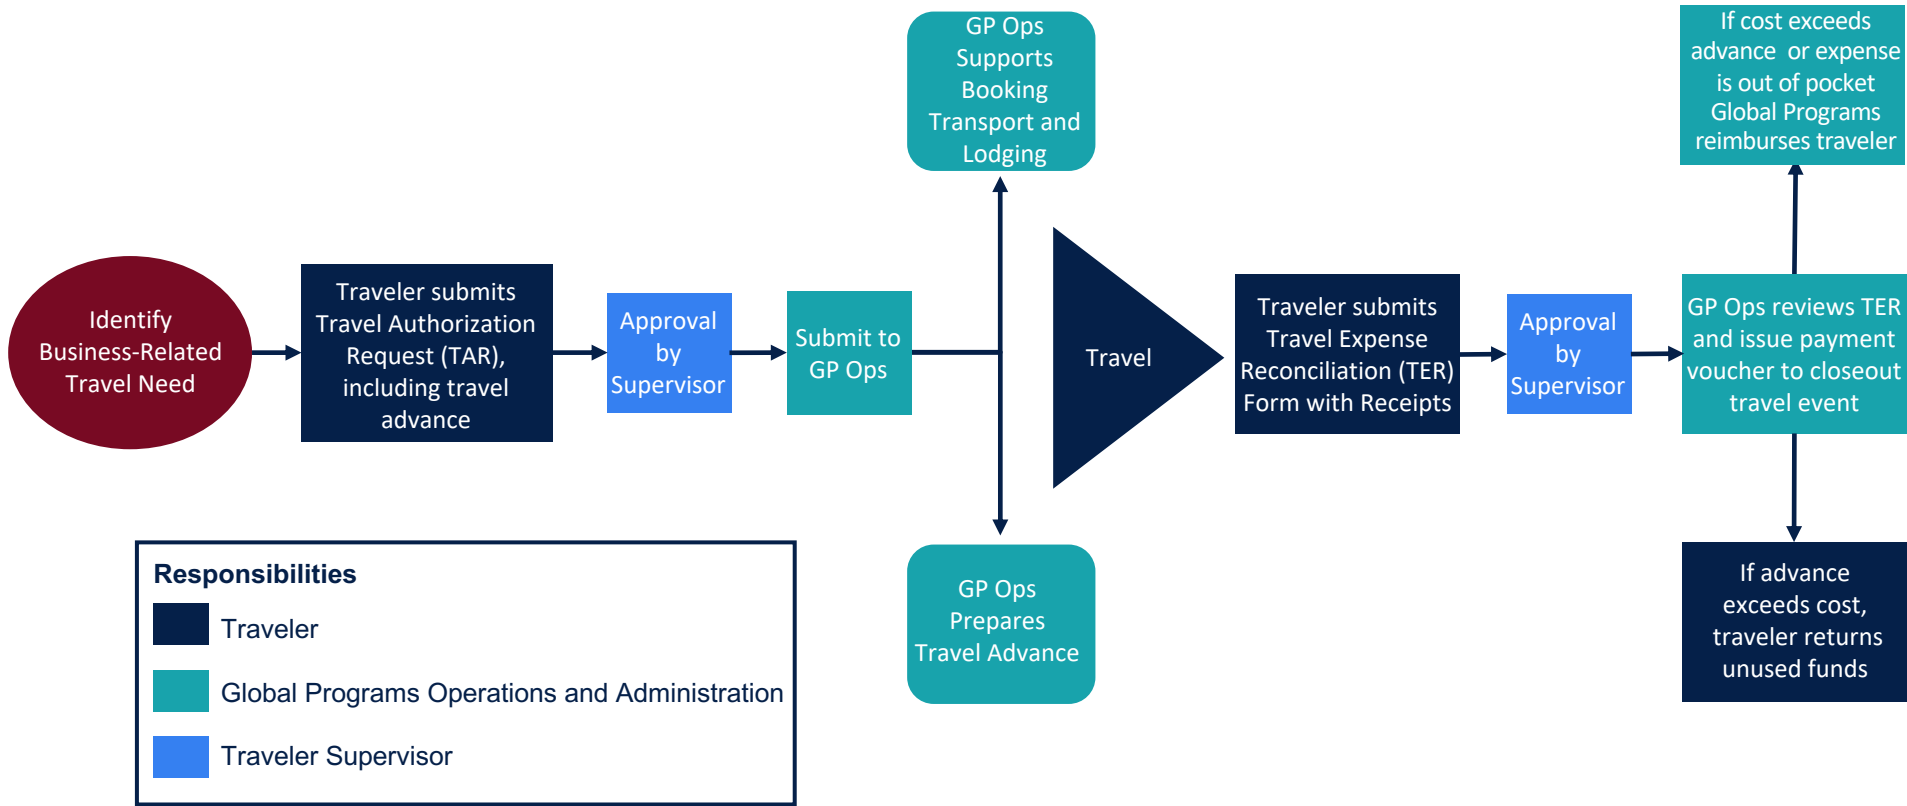 Identify
Business-Related
Travel Need
Traveler submits
Travel Authorization
Request (TAR),
including travel
advance
Approval
by
Supervisor
Submit to
GP Ops
GP Ops
Supports
Booking
Transport and
Lodging
GP Ops
Prepares
Travel Advance
Travel
Traveler submits
Travel Expense
Reconciliation (TER)
Form with Receipts
Approval
by
Supervisor
GP Ops reviews TER
and issue payment
voucher to closeout
travel event
If cost exceeds
advance or expense
is out of pocket
Global Programs
reimburses traveler
If advance
exceeds cost,
traveler returns
unused funds
Responsibilities
Traveler
Global Programs Operations and Administration
Traveler Supervisor